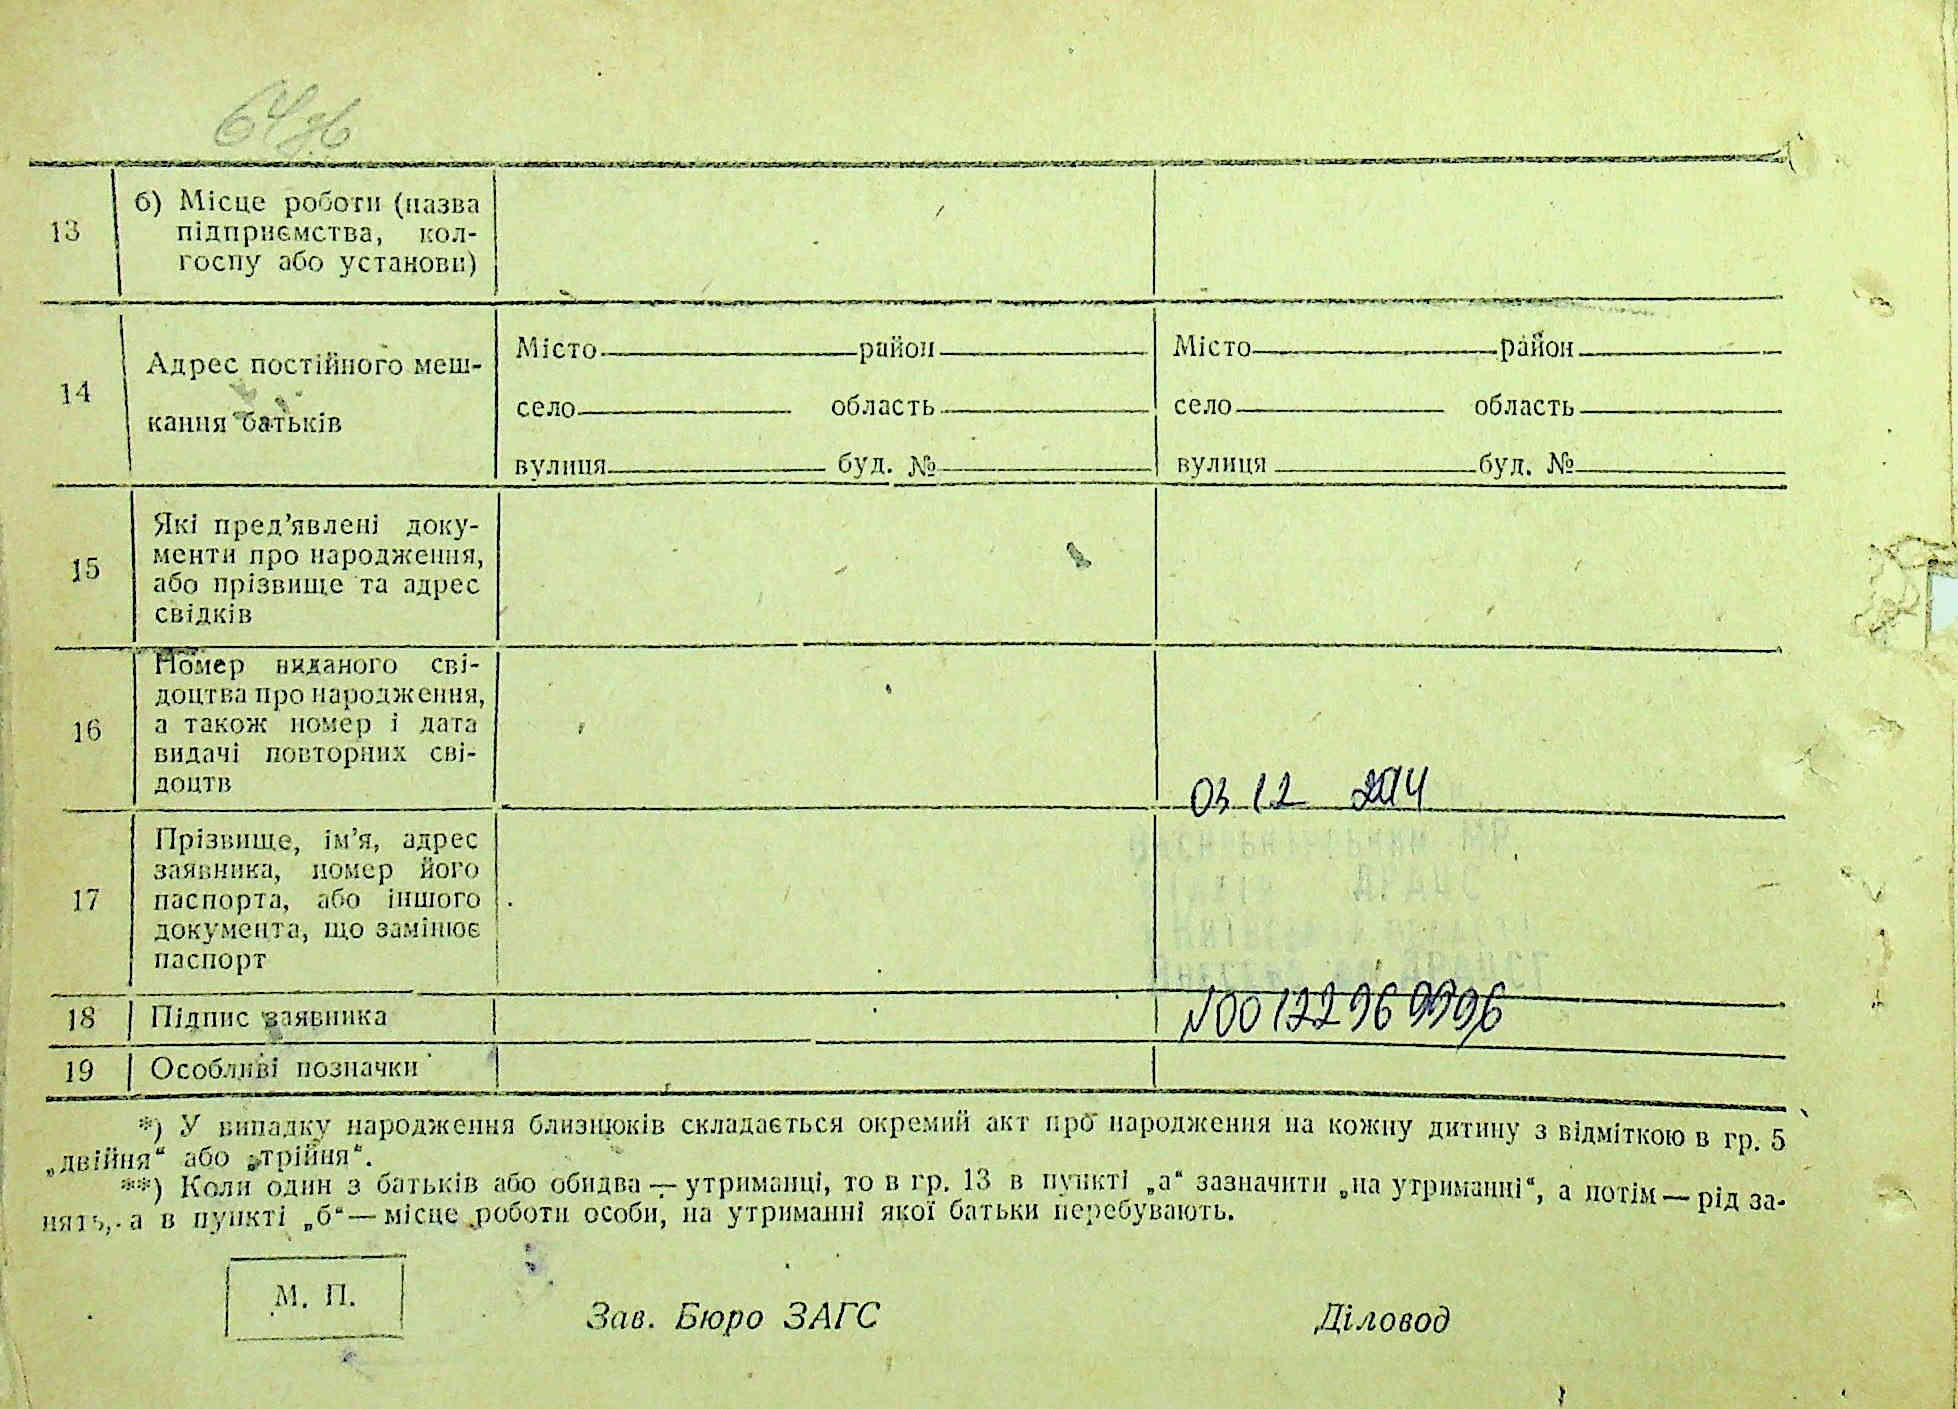 13
б) Місце роботи (назва
підприємства, кол-
госпу або установи)
14
Адрес постійного меш-
кання батьків
Місто район
село область
вулиця буд. №
Місто район
село область
вулиця буд. №
15
Які пред’явлені доку-
менти про народження,
або прізвище та адрес
свідків
16
Номер виданого сві-
доцтва про народження,
а також номер і дата
видачі повторних сві-
доцтв
03 12 2014
17
Прізвище, ім’я, адрес
заявника, номер його
паспорта, або іншого
документа, що замінює
паспорт
18 Підпис заявника
N00122969996
19 Особливі позначки
*) У випадку народження близнюків складається окремий акт про народження на кожну дитину з відміткою в гр. 5
„двійня“ або „трійня“.
**) Коли один з батьків або обидва — утриманці, то в гр. 13 в пункті „а“ зазначити „на утриманні“, а потім — рід за-
нять, а в пункті „б“ — місце роботи особи, на утриманні якої батьки перебувають.
М. П.
Зав. Бюро ЗАГС
Діловод